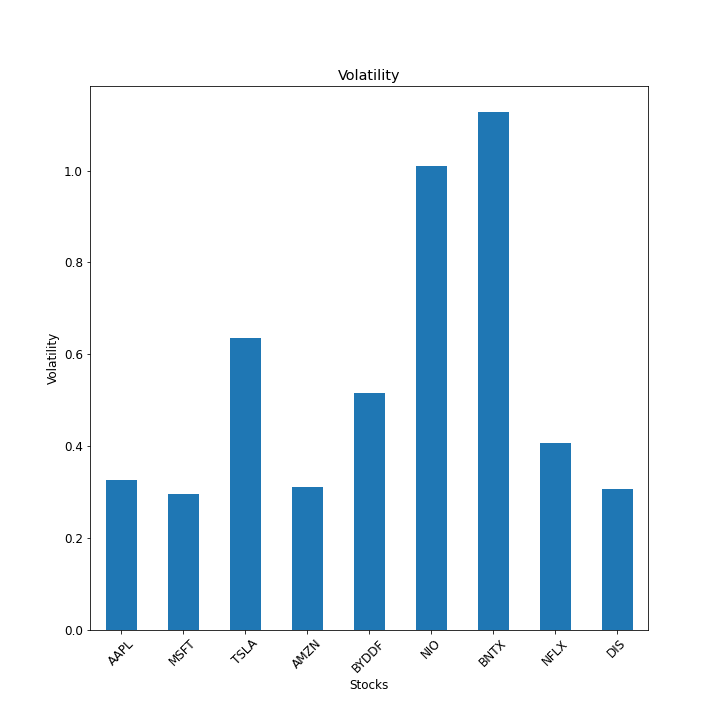 Volatility
Volatility
1.0
0.8
0.6
0.4
0.2
0.0
AAPL
MSFT
TSLA
AMZN
BYDDF
NIO
BNTX
NFLX
DIS
Stocks